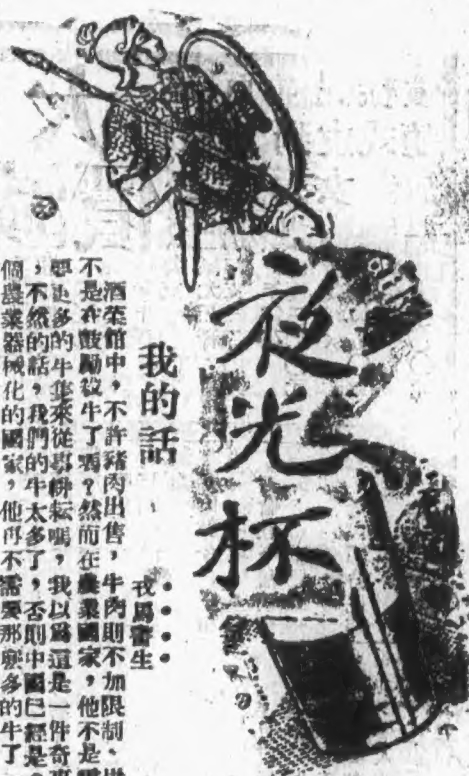 夜光杯
我的話
戎馬書生
酒菜館中,不許豬肉出售,牛肉則不加限制、
不是在鼓勵殺牛了嗎?然而在農業國家,他不是需
要更多的牛隻來從事耕耘嗎,我以爲這是一件奇事
,不然的話,我們的牛太多了,否則中國已經是
個農業器械化的國家,他再不需要那麽多的牛了